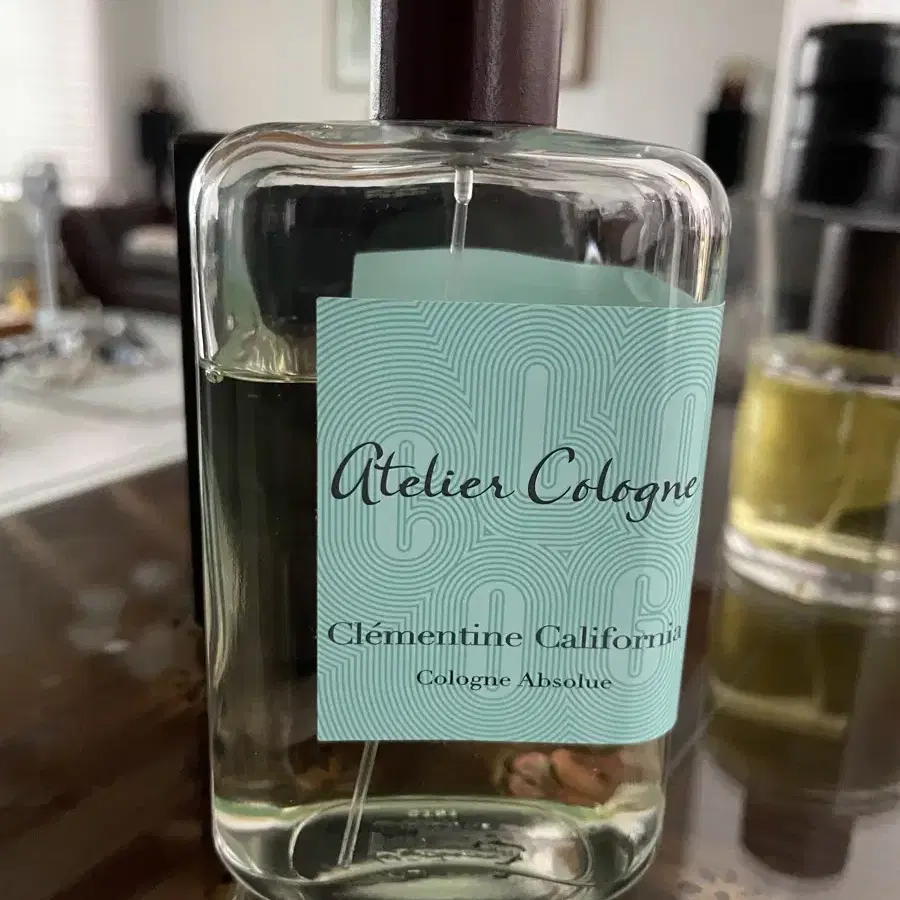 Atelier Cologne
Clémentine California
Cologne Absolue